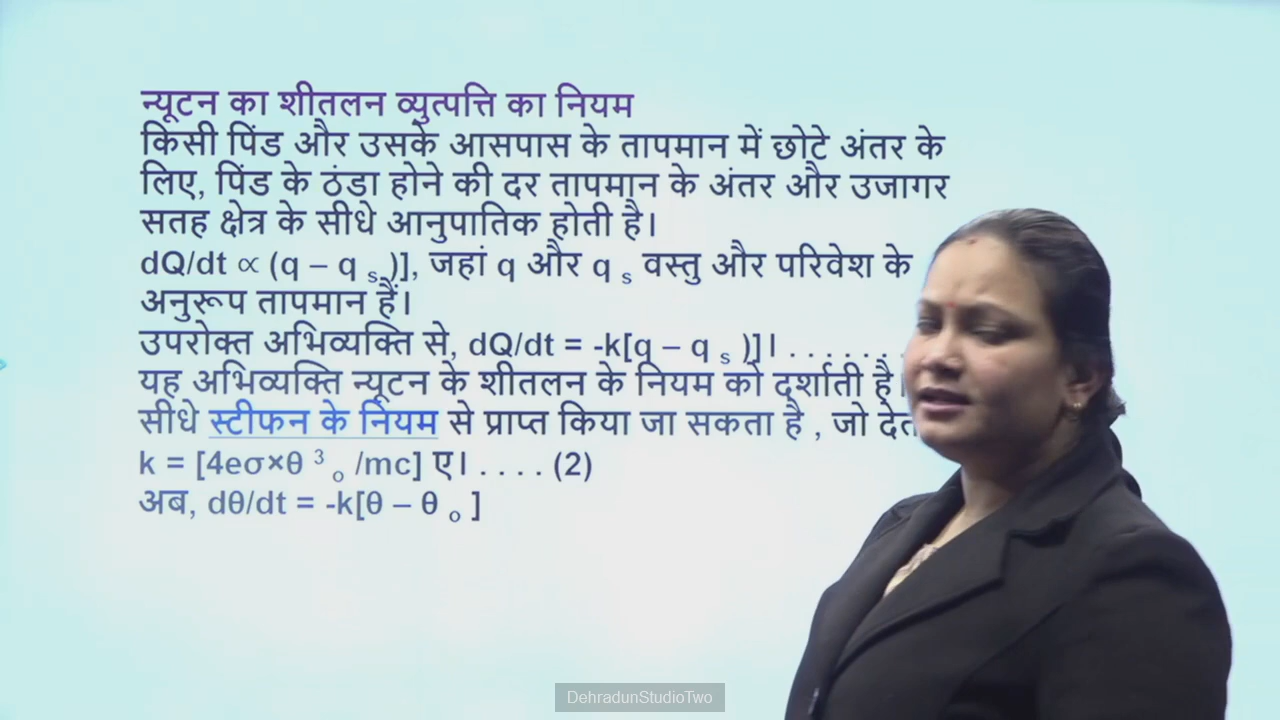 न्यूटन का शीतलन व्युत्पत्ति का नियम
किसी पिंड और उसके आसपास के तापमान में छोटे अंतर के
लिए, पिंड के ठंडा होने की दर तापमान के अंतर और उजागर
सतह क्षेत्र के सीधे आनुपातिक होती है।
dQ/dt ∝ (q – q s )], जहां q और q s वस्तु और परिवेश के
अनुरूप तापमान हैं।
उपरोक्त अभिव्यक्ति से, dQ/dt = -k[q – q s )]। . . . . . .
यह अभिव्यक्ति न्यूटन के शीतलन के नियम को दर्शाती है।
सीधे स्टीफन के नियम से प्राप्त किया जा सकता है , जो
k = [4eσ×θ ³ ₒ /mc] ए। . . . . (2)
अब, dθ/dt = -k[θ – θ ₒ ]
DehradunStudioTwo